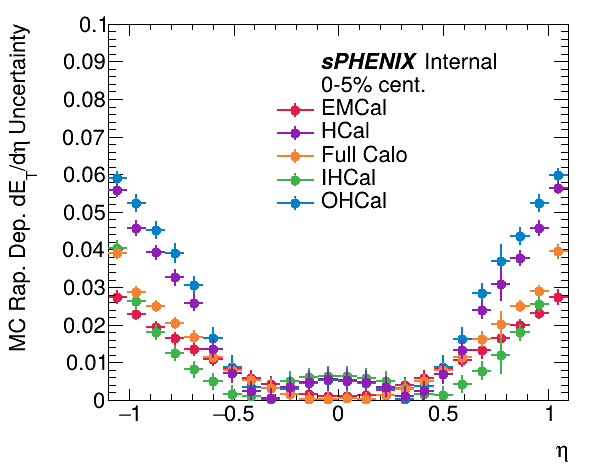 MC Rap. Dep. dE_T/dη Uncertainty
0.1
0.09
0.08
0.07
0.06
0.05
0.04
0.03
0.02
0.01
0
sPHENIX Internal
0-5% cent.
EMCal
HCal
Full Calo
IHCal
OHCal
−1 −0.5 0 0.5 1
η